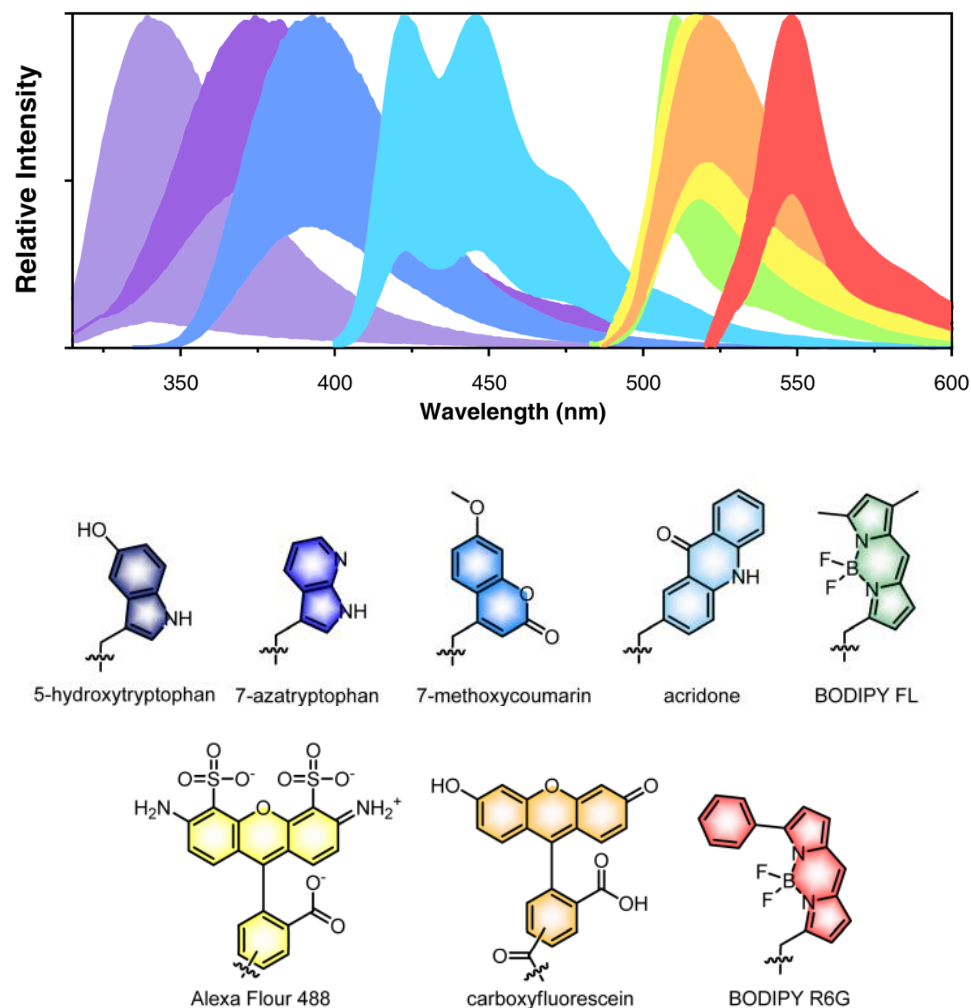 Relative Intensity
350
400
450
500
550
600
Wavelength (nm)
HO
NH
5-hydroxytryptophan
N
NH
7-azatryptophan
O
O
O
7-methoxycoumarin
O
NH
acridone
N
F
B
F
N
BODIPY FL
O
O
O=S-O⁻
O=S-O⁻
H₂N
O
NH₂⁺
O⁻
O
Alexa Flour 488
HO
O
O
O
OH
O
carboxyfluorescein
N
F
B
F
N
BODIPY R6G